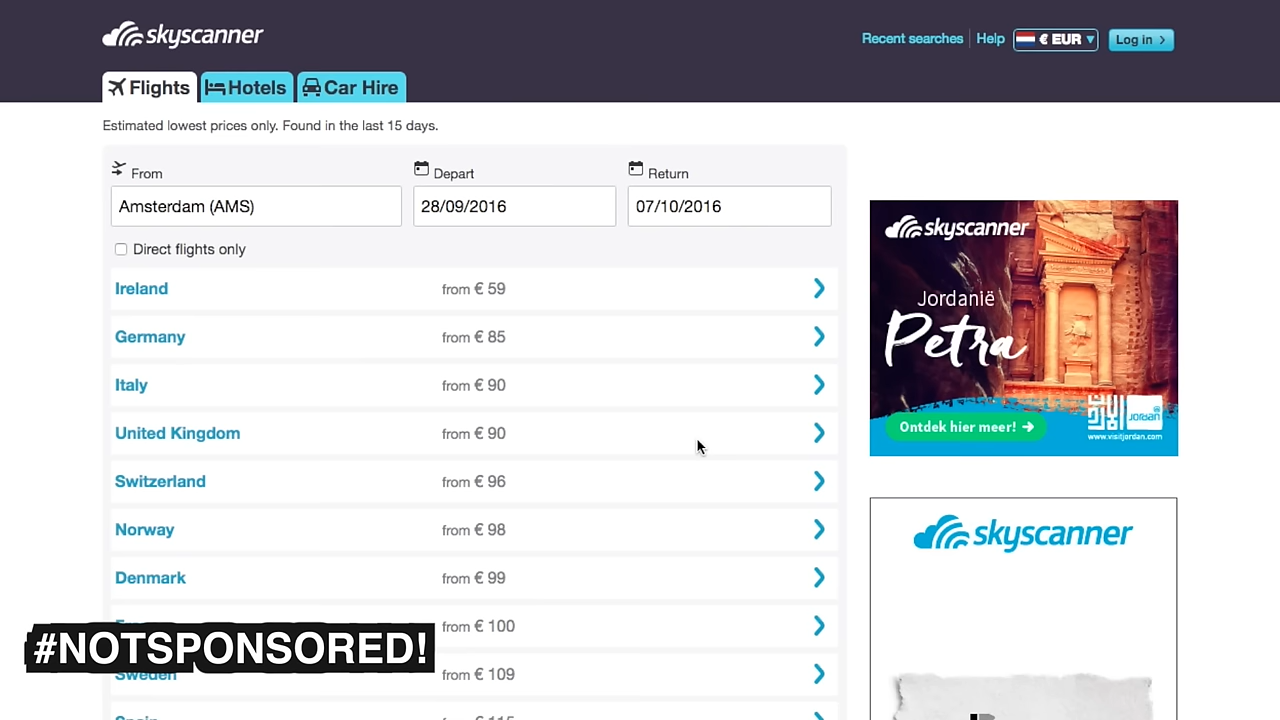 skyscanner
Recent searches
Help
€ EUR
Log in
Flights
Hotels
Car Hire
Estimated lowest prices only. Found in the last 15 days.
From
Depart
Return
Amsterdam (AMS)
28/09/2016
07/10/2016
Direct flights only
Ireland from € 59
Germany from € 85
Italy from € 90
United Kingdom from € 90
Switzerland from € 96
Norway from € 98
Denmark from € 99
from € 100
Sweden from € 109
#NOTSPONSORED!
skyscanner
Jordanië
Petra
Ontdek hier meer!
Jordan
www.visitjordan.com
skyscanner